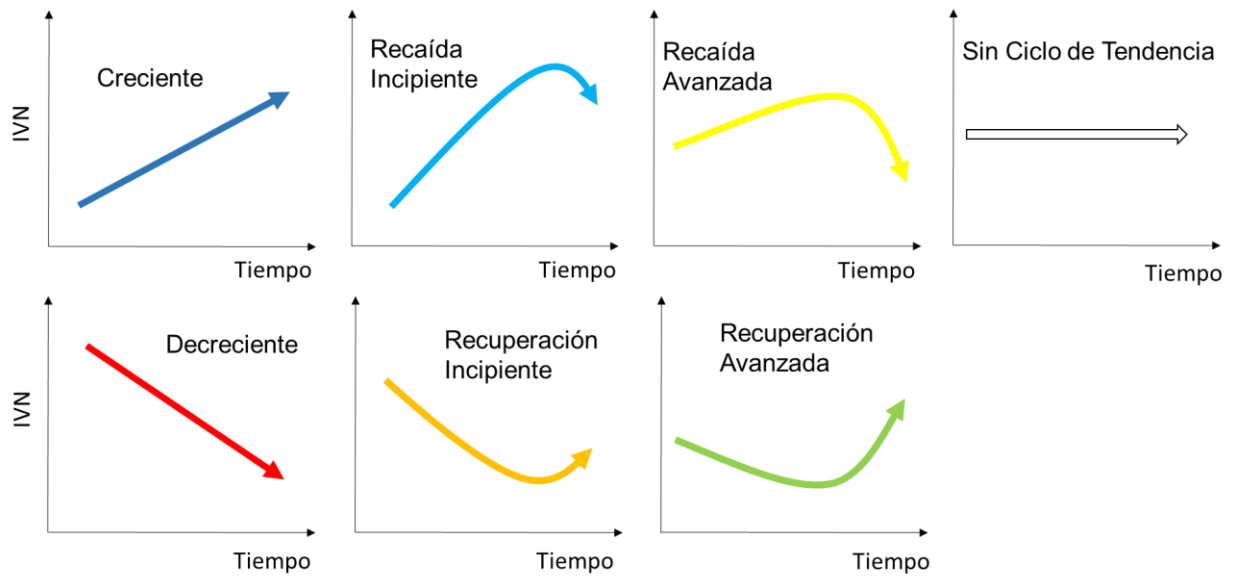 Creciente
IVN
Tiempo
Recaída
Incipiente
Tiempo
Recaída
Avanzada
Tiempo
Sin Ciclo de Tendencia
Tiempo
Decreciente
IVN
Tiempo
Recuperación
Incipiente
Tiempo
Recuperación
Avanzada
Tiempo